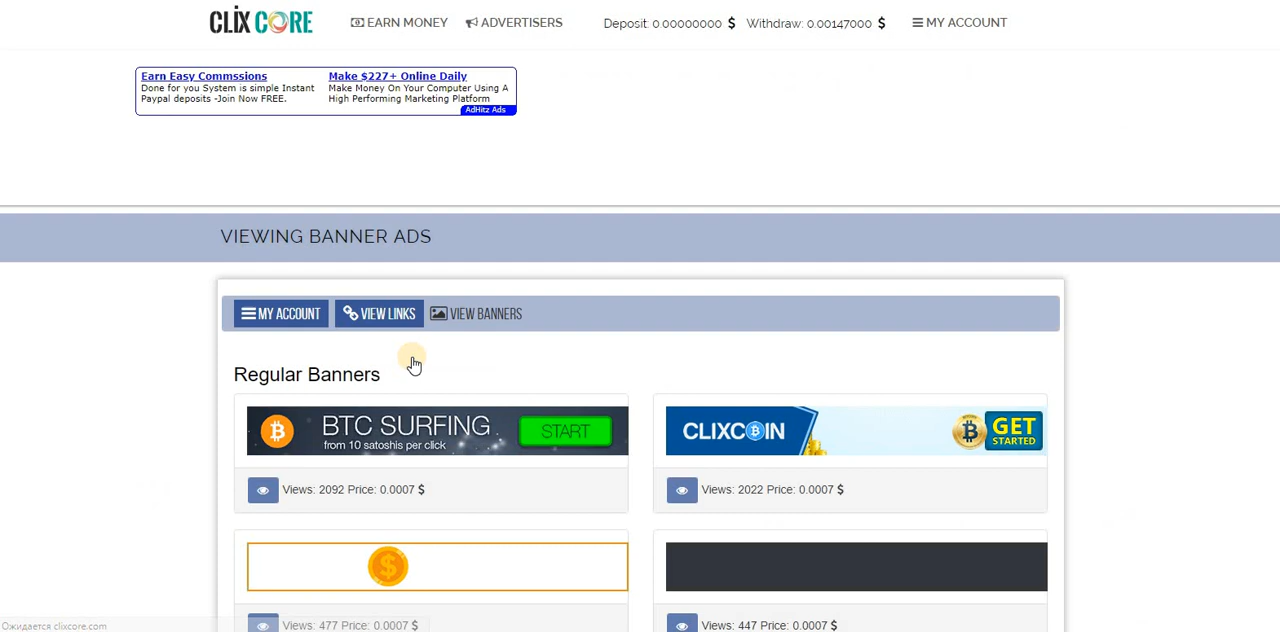 CLIX CORE
EARN MONEY
ADVERTISERS
Deposit: 0.00000000 $
Withdraw: 0.00147000 $
MY ACCOUNT
Earn Easy Commssions
Done for you System is simple Instant
Paypal deposits -Join Now FREE.
Make $227+ Online Daily
Make Money On Your Computer Using A
High Performing Marketing Platform
AdHitz Ads
VIEWING BANNER ADS
MY ACCOUNT
VIEW LINKS
VIEW BANNERS
Regular Banners
BTC SURFING
from 10 satoshis per click
START
CLIXCOIN
GET
STARTED
Views: 2092 Price: 0.0007 $
Views: 2022 Price: 0.0007 $
$
Views: 477 Price: 0.0007 $
Views: 447 Price: 0.0007 $
Ожидается clixcore.com